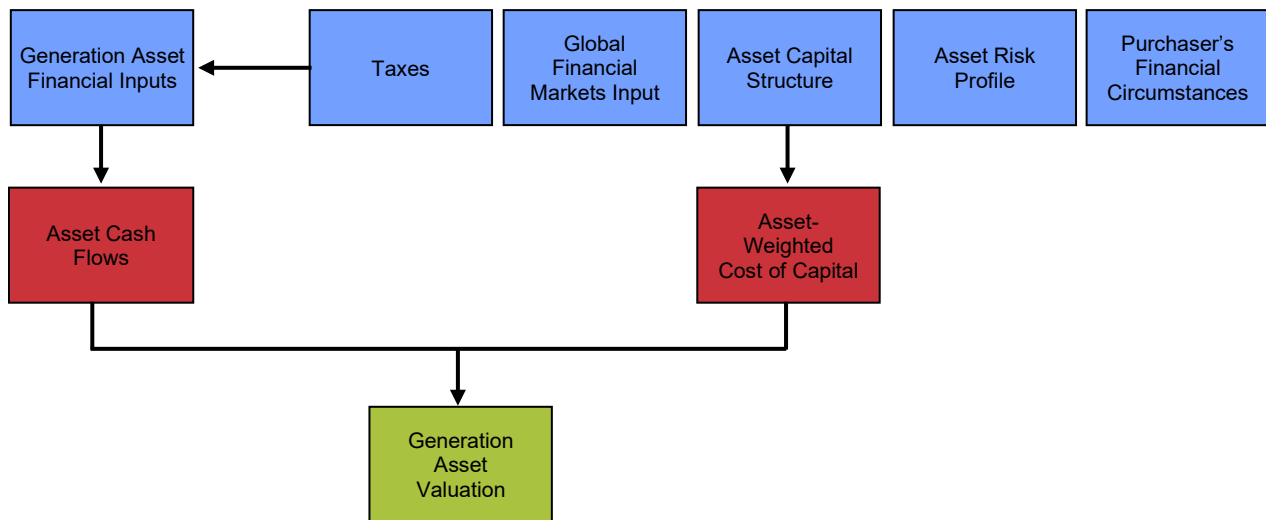 Generation Asset
Financial Inputs
Taxes
Global
Financial
Markets Input
Asset Capital
Structure
Asset Risk
Profile
Purchaser’s
Financial
Circumstances
Asset Cash
Flows
Asset-
Weighted
Cost of Capital
Generation
Asset
Valuation